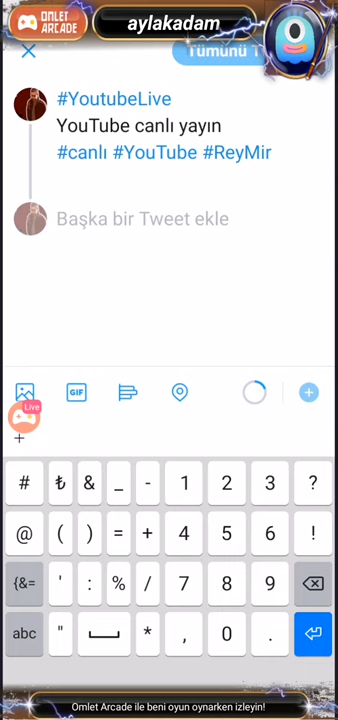 OMLET ARCADE
aylakadam
Tümünü T
#YoutubeLive
YouTube canlı yayın
#canlı #YouTube #ReyMir
Başka bir Tweet ekle
GIF
Live
+
# ₺ & _ - 1 2 3 ?
@ ( ) = + 4 5 6 !
{&= ' : % / 7 8 9
abc " * , 0 .
Omlet Arcade ile beni oyun oynarken izleyin!